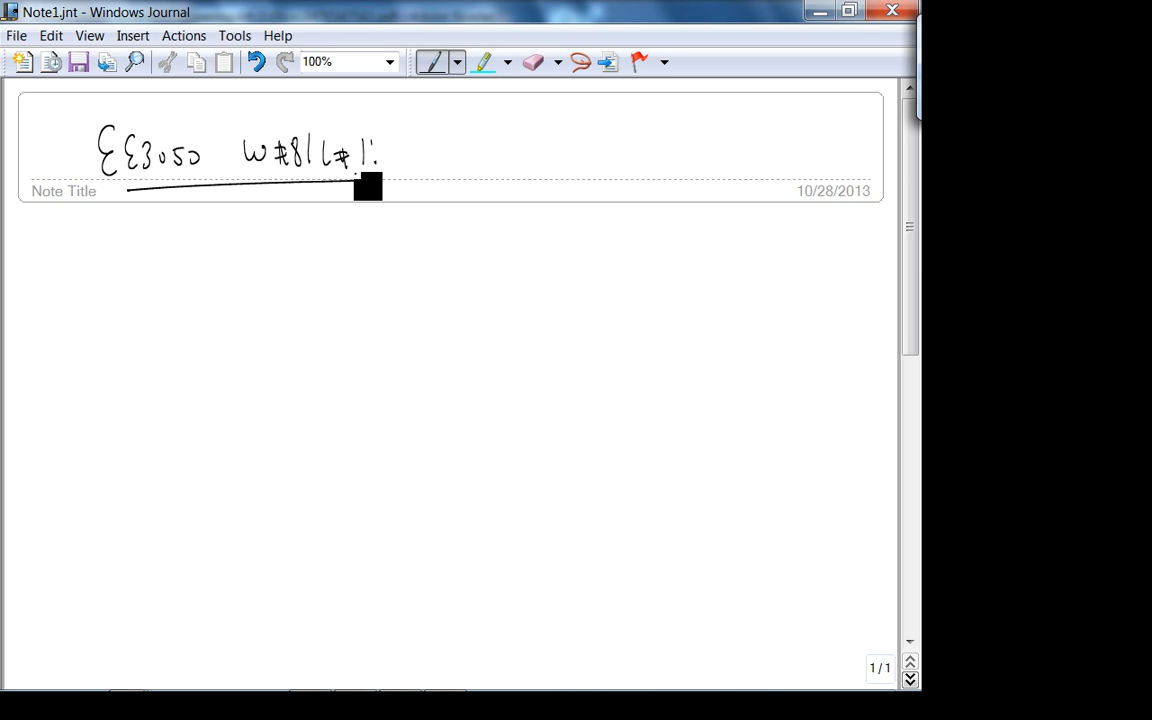 Note1.jnt - Windows Journal
File Edit View Insert Actions Tools Help
100%
EE3050 W#8 L#1:
Note Title 10/28/2013
1/1